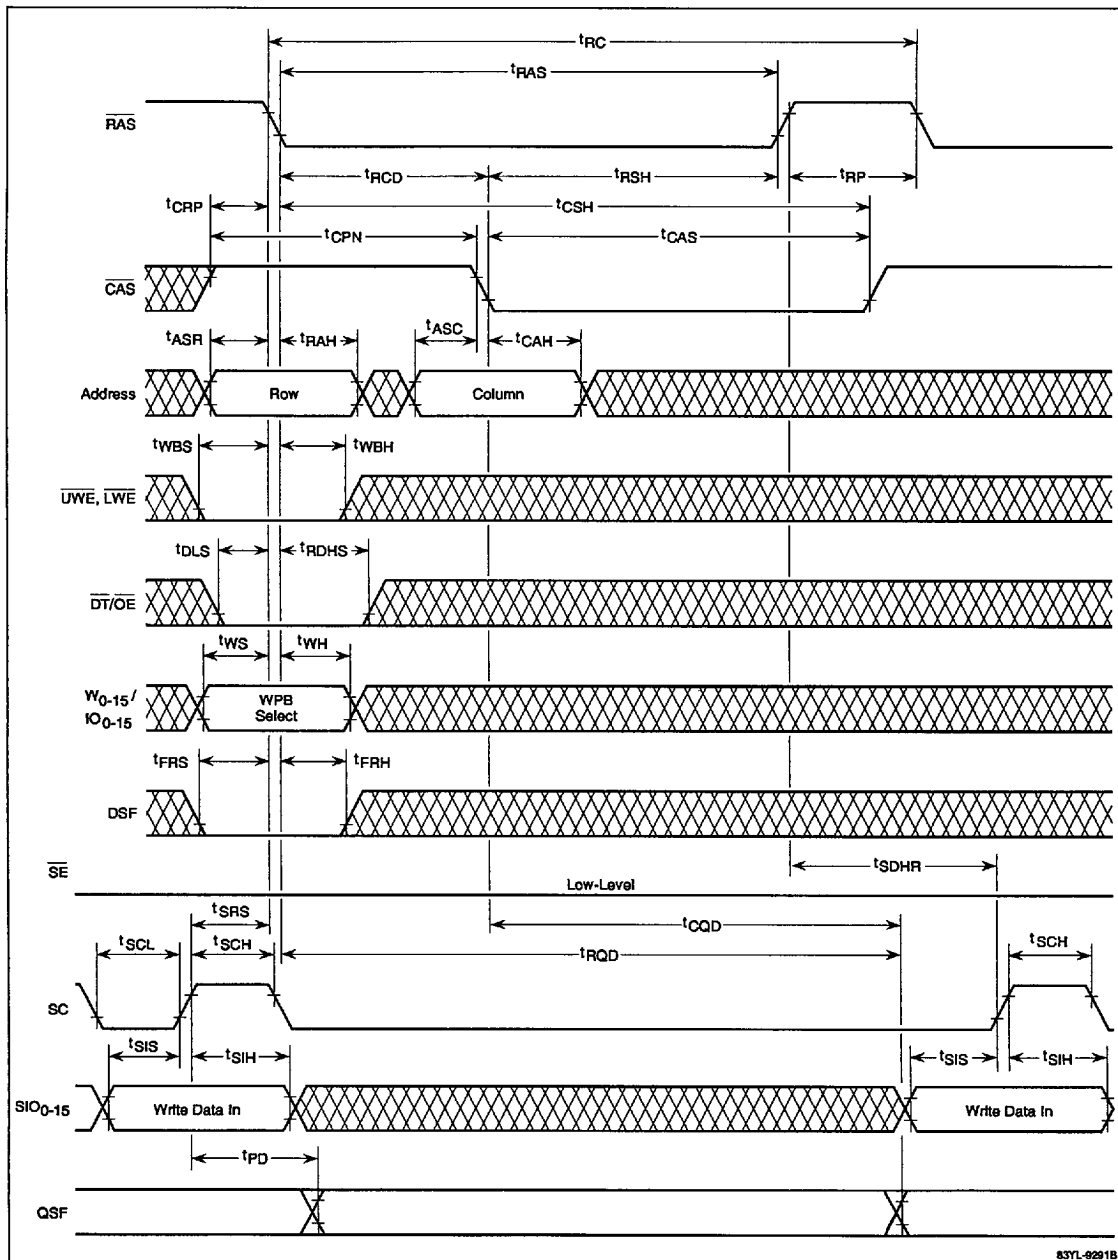 tRC
tRAS
RAS
tRCD
tRSH
tRP
tCRP
tCSH
tCPN
tCAS
CAS
tASR
tRAH
tASC
tCAH
Address
Row
Column
tWBS
tWBH
UWE, LWE
tDLS
tRDHS
DT/OE
tWS
tWH
W0-15 /
IO0-15
WPB
Select
tFRS
tFRH
DSF
tSDHR
SE
Low-Level
tSRS
tCQD
tSCL
tSCH
tRQD
tSCH
SC
tSIS
tSIH
tSIS
tSIH
SIO0-15
Write Data In
Write Data In
tPD
QSF
83YL-9291B